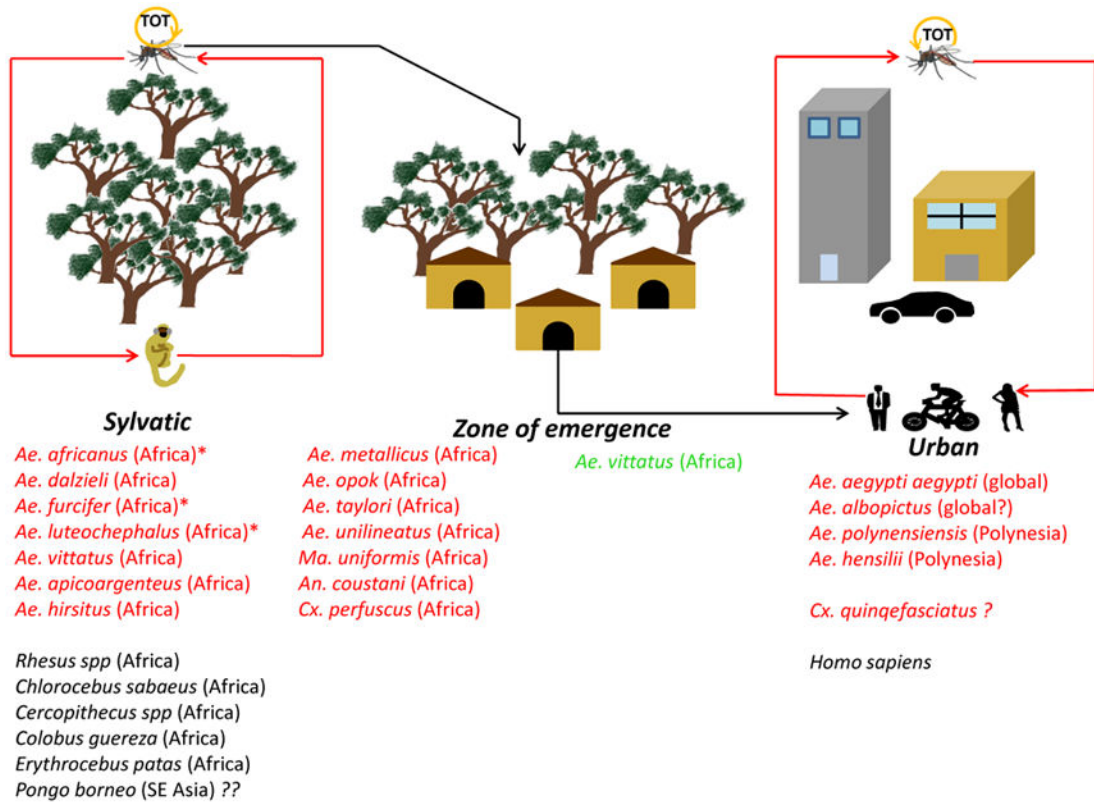 TOT
TOT
Sylvatic
Ae. africanus (Africa)*
Ae. dalzieli (Africa)
Ae. furcifer (Africa)*
Ae. luteochephalus (Africa)*
Ae. vittatus (Africa)
Ae. apicoargenteus (Africa)
Ae. hirsitus (Africa)
Rhesus spp (Africa)
Chlorocebus sabaeus (Africa)
Cercopithecus spp (Africa)
Colobus guereza (Africa)
Erythrocebus patas (Africa)
Pongo borneo (SE Asia) ??
Zone of emergence
Ae. metallicus (Africa)
Ae. opok (Africa)
Ae. taylori (Africa)
Ae. unilineatus (Africa)
Ma. uniformis (Africa)
An. coustani (Africa)
Cx. perfuscus (Africa)
Ae. vittatus (Africa)
Urban
Ae. aegypti aegypti (global)
Ae. albopictus (global?)
Ae. polynensiensis (Polynesia)
Ae. hensilii (Polynesia)
Cx. quinqefasciatus ?
Homo sapiens